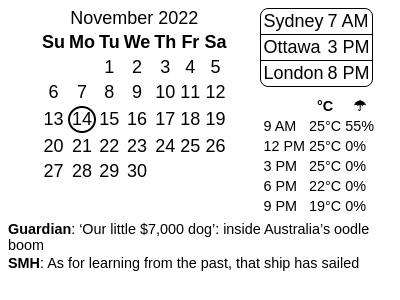 November 2022
Su Mo Tu We Th Fr Sa
1 2 3 4 5
6 7 8 9 10 11 12
13 14 15 16 17 18 19
20 21 22 23 24 25 26
27 28 29 30
Sydney 7 AM
Ottawa 3 PM
London 8 PM
°C ☂
9 AM 25°C 55%
12 PM 25°C 0%
3 PM 25°C 0%
6 PM 22°C 0%
9 PM 19°C 0%
Guardian: ‘Our little $7,000 dog’: inside Australia’s oodle
boom
SMH: As for learning from the past, that ship has sailed